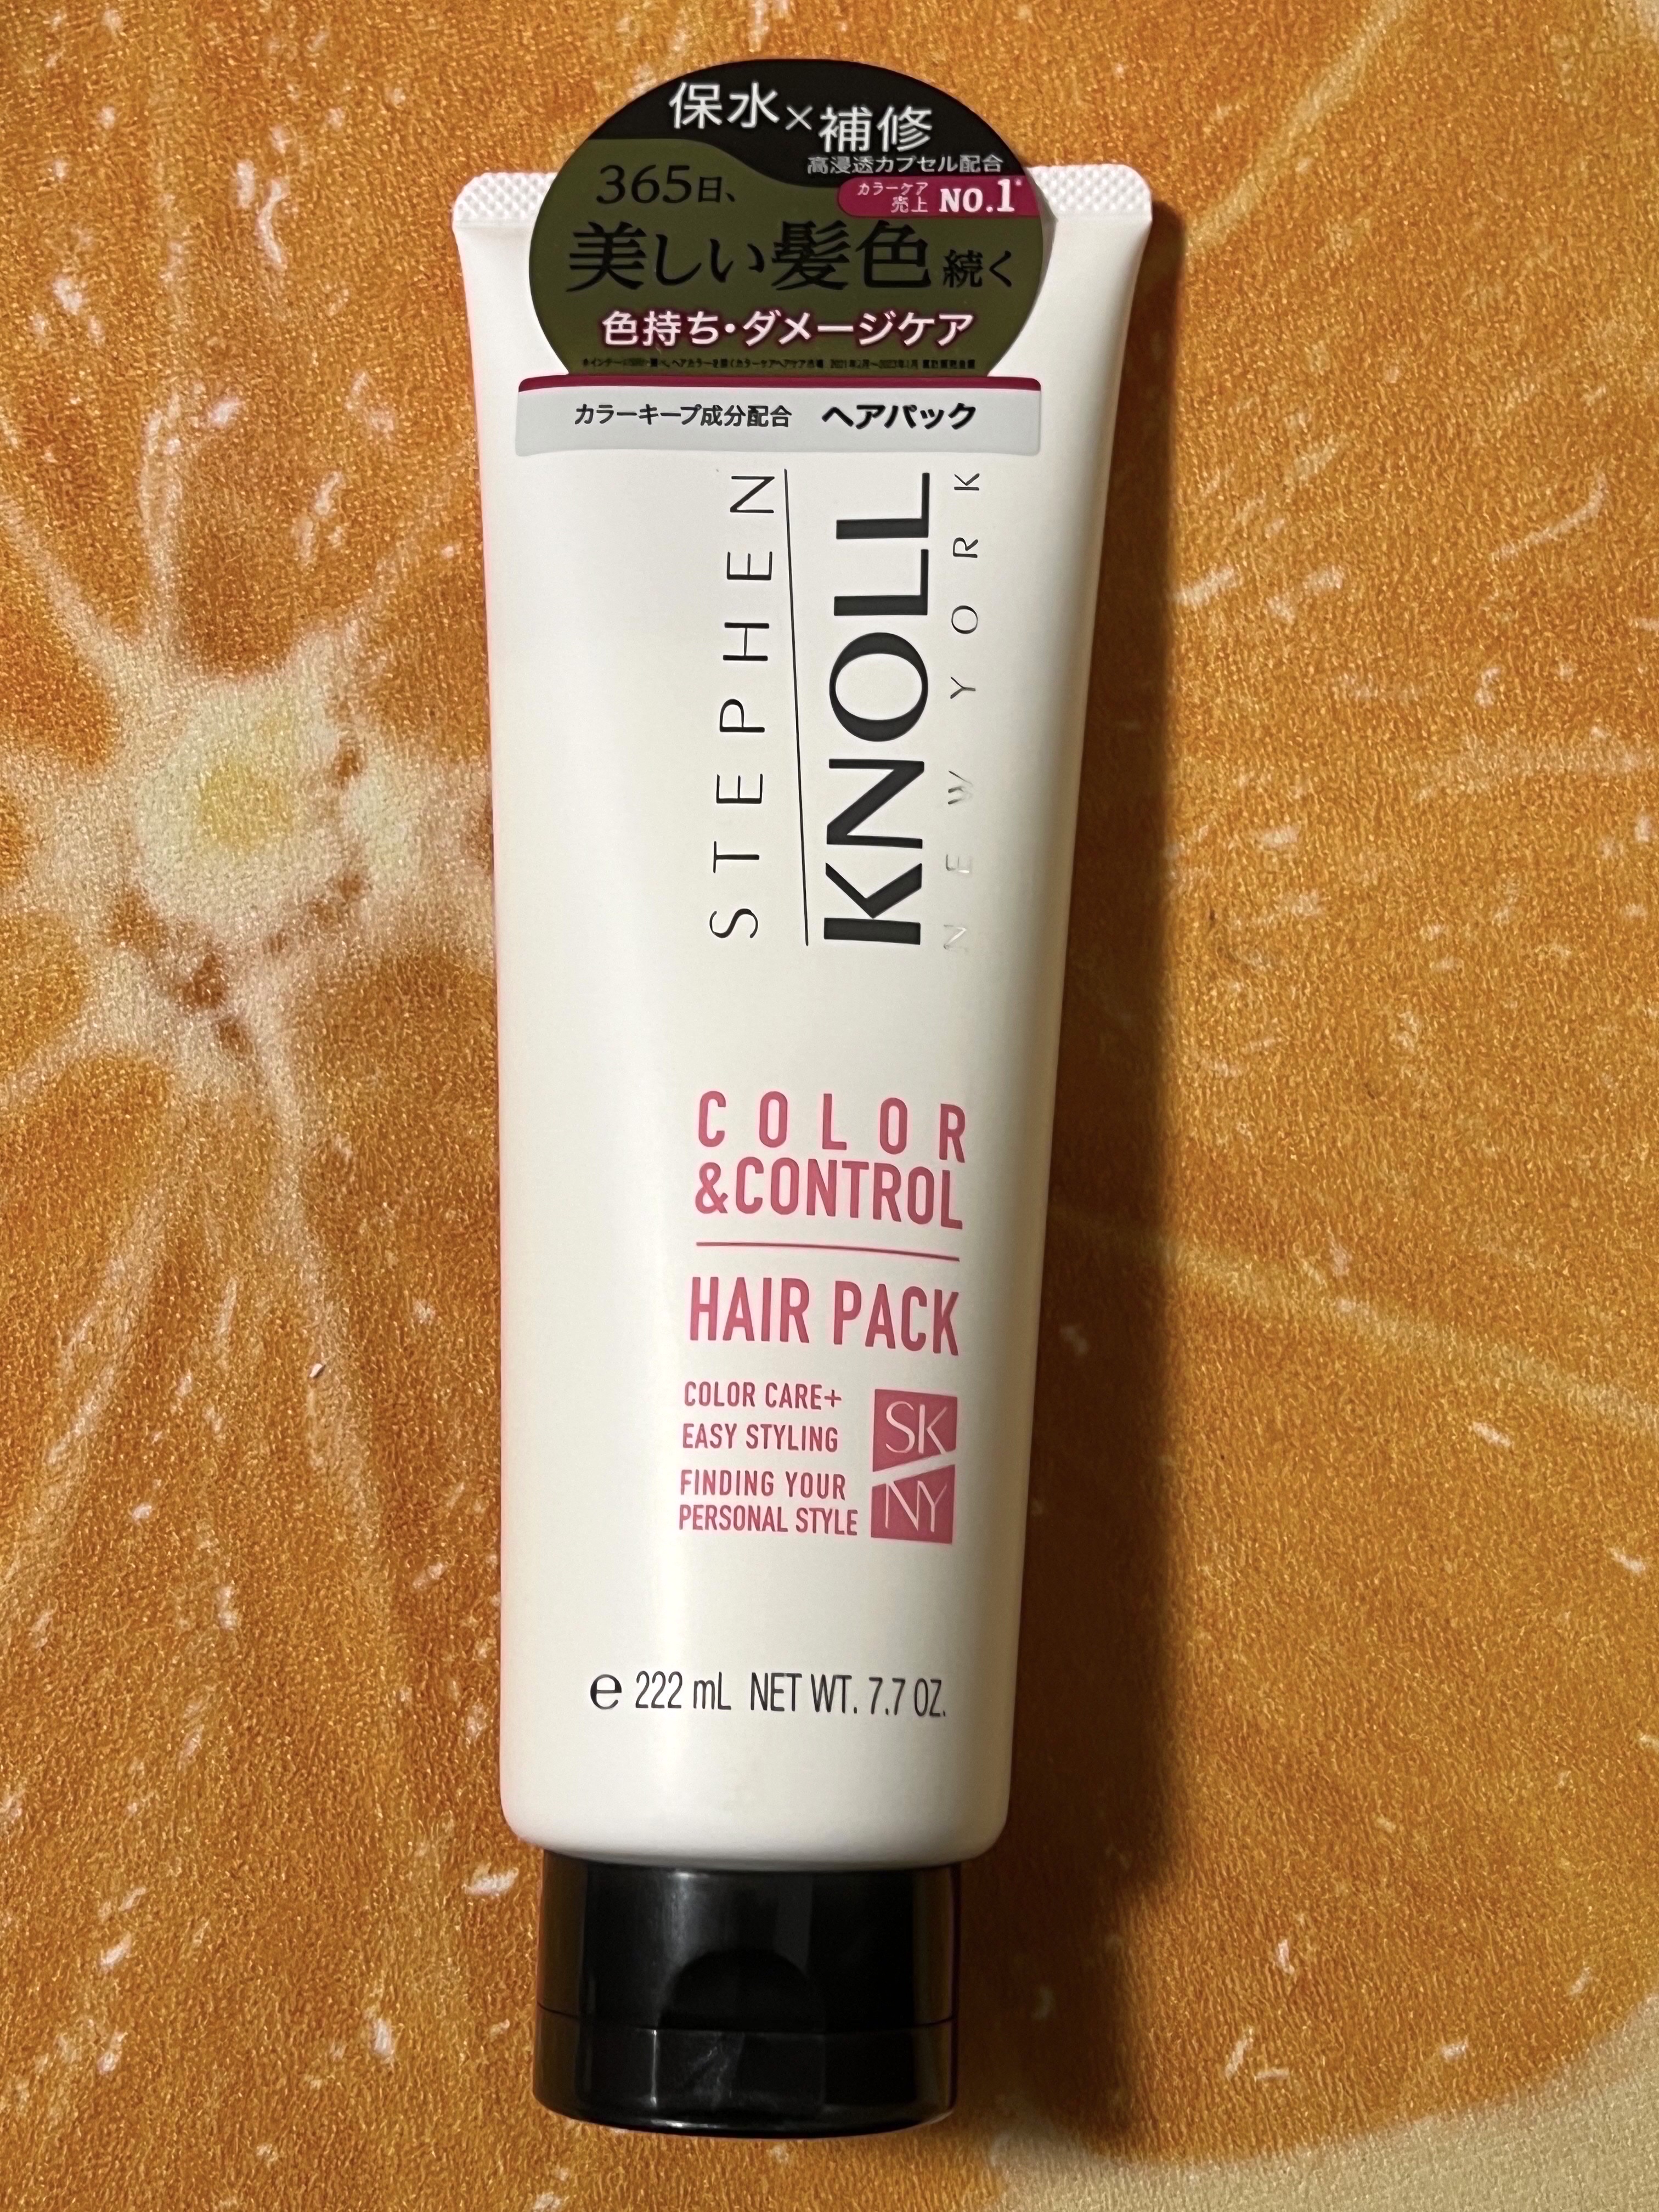 保水×補修
高浸透カプセル配合
365日、
カラーケア
売上 NO.1*
美しい髪色続く
色持ち・ダメージケア
カラーキープ成分配合 ヘアパック
STEPHEN
KNOLL
NEW YORK
COLOR
&CONTROL
HAIR PACK
COLOR CARE+
EASY STYLING
FINDING YOUR
PERSONAL STYLE
SK
NY
℮ 222 mL NET WT. 7.7 OZ.